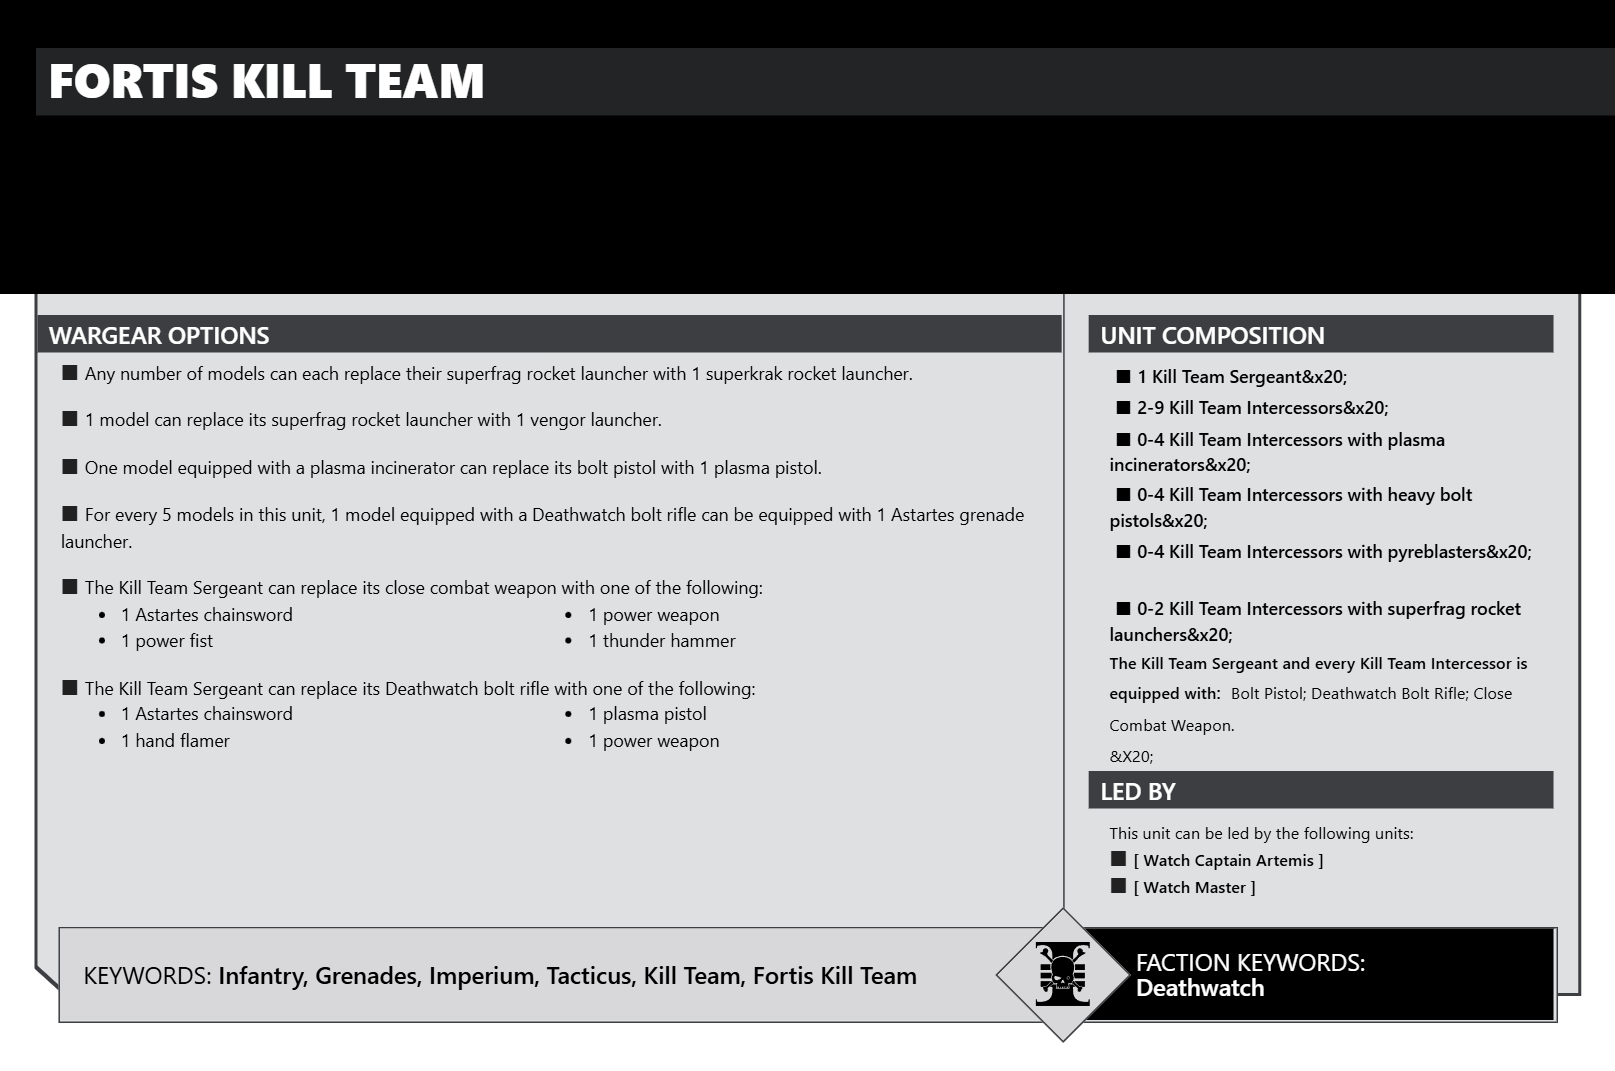 FORTIS KILL TEAM
WARGEAR OPTIONS
■ Any number of models can each replace their superfrag rocket launcher with 1 superkrak rocket launcher.
■ 1 model can replace its superfrag rocket launcher with 1 vengor launcher.
■ One model equipped with a plasma incinerator can replace its bolt pistol with 1 plasma pistol.
■ For every 5 models in this unit, 1 model equipped with a Deathwatch bolt rifle can be equipped with 1 Astartes grenade
launcher.
■ The Kill Team Sergeant can replace its close combat weapon with one of the following:
• 1 Astartes chainsword
• 1 power fist
• 1 power weapon
• 1 thunder hammer
■ The Kill Team Sergeant can replace its Deathwatch bolt rifle with one of the following:
• 1 Astartes chainsword
• 1 hand flamer
• 1 plasma pistol
• 1 power weapon
UNIT COMPOSITION
■ 1 Kill Team Sergeant&x20;
■ 2-9 Kill Team Intercessors&x20;
■ 0-4 Kill Team Intercessors with plasma
incinerators&x20;
■ 0-4 Kill Team Intercessors with heavy bolt
pistols&x20;
■ 0-4 Kill Team Intercessors with pyreblasters&x20;
■ 0-2 Kill Team Intercessors with superfrag rocket
launchers&x20;
The Kill Team Sergeant and every Kill Team Intercessor is
equipped with: Bolt Pistol; Deathwatch Bolt Rifle; Close
Combat Weapon.
&X20;
LED BY
This unit can be led by the following units:
■ [ Watch Captain Artemis ]
■ [ Watch Master ]
KEYWORDS: Infantry, Grenades, Imperium, Tacticus, Kill Team, Fortis Kill Team
FACTION KEYWORDS:
Deathwatch